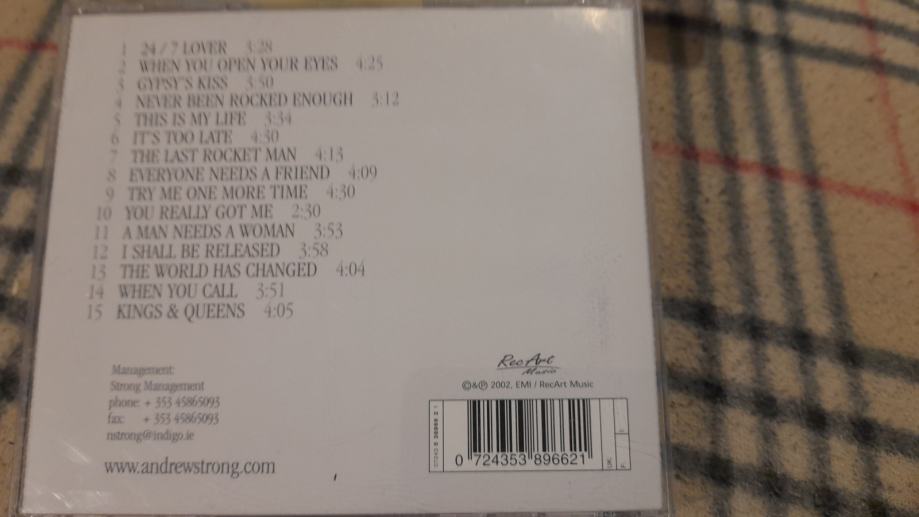 1 24/7 LOVER 3:28
2 WHEN YOU OPEN YOUR EYES 4:25
3 GYPSY'S KISS 3:50
4 NEVER BEEN ROCKED ENOUGH 3:12
5 THIS IS MY LIFE 3:34
6 IT'S TOO LATE 4:30
7 THE LAST ROCKET MAN 4:13
8 EVERYONE NEEDS A FRIEND 4:09
9 TRY ME ONE MORE TIME 4:30
10 YOU REALLY GOT ME 2:30
11 A MAN NEEDS A WOMAN 3:53
12 I SHALL BE RELEASED 3:58
13 THE WORLD HAS CHANGED 4:04
14 WHEN YOU CALL 3:51
15 KINGS & QUEENS 4:05
Management:
Strong Management
phone: + 353 45865093
fax: + 353 45865093
nstrong@indigo.ie
www.andrewstrong.com
RecArt
Music
©&℗ 2002, EMI / RecArt Music
0 724353 896621
UK:
F: